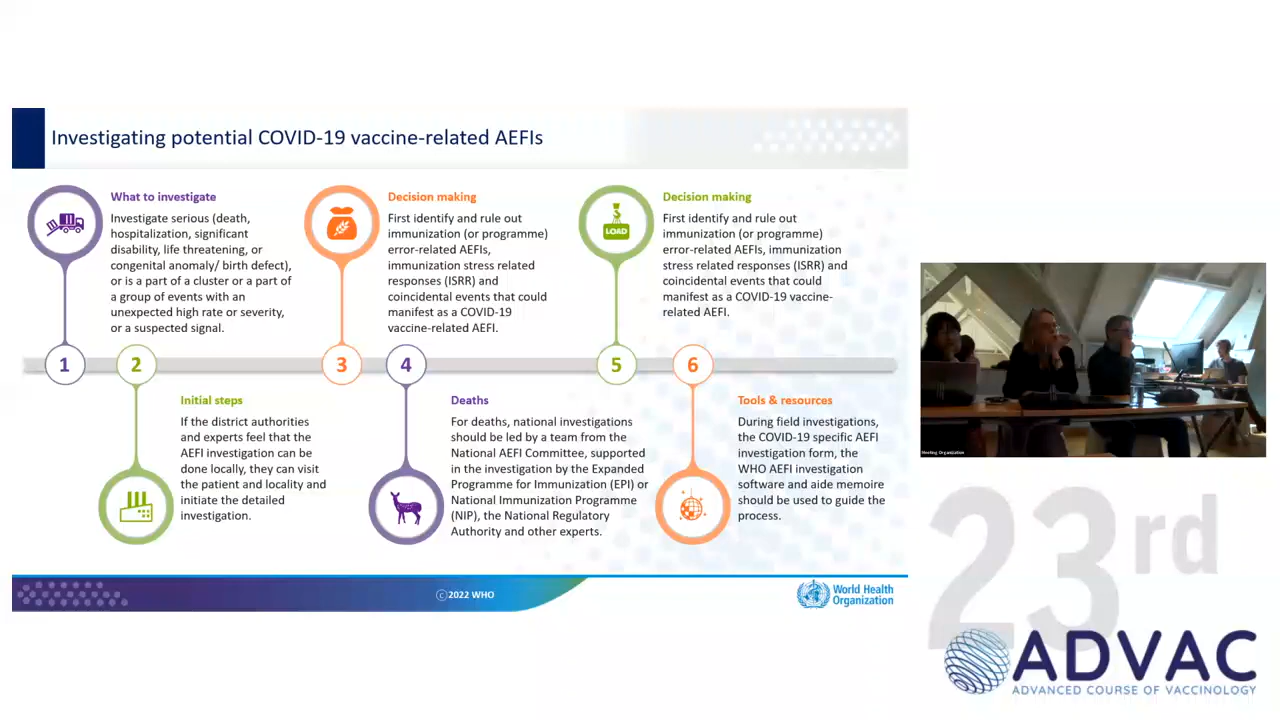 Investigating potential COVID-19 vaccine-related AEFIs
What to investigate
Investigate serious (death,
hospitalization, significant
disability, life threatening, or
congenital anomaly/ birth defect),
or is a part of a cluster or a part of
a group of events with an
unexpected high rate or severity,
or a suspected signal.
Decision making
First identify and rule out
immunization (or programme)
error-related AEFIs,
immunization stress related
responses (ISRR) and
coincidental events that could
manifest as a COVID-19
vaccine-related AEFI.
LOAD
Decision making
First identify and rule out
immunization (or programme)
error-related AEFIs, immunization
stress related responses (ISRR) and
coincidental events that could
manifest as a COVID-19 vaccine-
related AEFI.
1
2
3
4
5
6
Initial steps
If the district authorities
and experts feel that the
AEFI investigation can be
done locally, they can visit
the patient and locality and
initiate the detailed
investigation.
Deaths
For deaths, national investigations
should be led by a team from the
National AEFI Committee, supported
in the investigation by the Expanded
Programme for Immunization (EPI) or
National Immunization Programme
(NIP), the National Regulatory
Authority and other experts.
Tools & resources
During field investigations,
the COVID-19 specific AEFI
investigation form, the
WHO AEFI investigation
software and aide memoire
should be used to guide the
process.
©2022 WHO
World Health
Organization
Meeting Organization
23rd
ADVAC
ADVANCED COURSE OF VACCINOLOGY